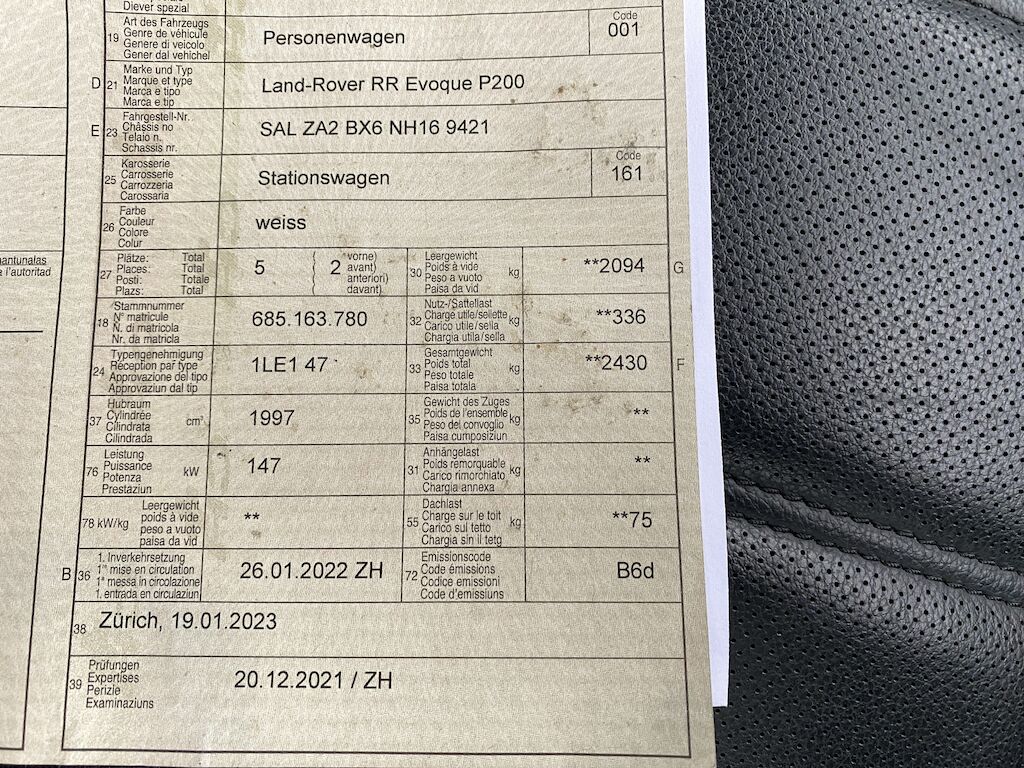 Diever spezial
19
Art des Fahrzeugs
Genre de véhicule
Genere di veicolo
Gener dal vehichel
Personenwagen
Code
001
D
21
Marke und Typ
Marque et type
Marca e tipo
Marca e tip
Land-Rover RR Evoque P200
E
23
Fahrgestell-Nr.
Châssis no
Telaio n.
Schassis nr.
SAL ZA2 BX6 NH16 9421
25
Karosserie
Carrosserie
Carrozzeria
Carossaria
Stationswagen
Code
161
26
Farbe
Couleur
Colore
Colur
weiss
27
Plätze: Total
Places: Total
Posti: Totale
Plazs: Total
5
( 2 vorne)
avant)
anteriori)
davant)
30
Leergewicht
Poids à vide
Peso a vuoto
Paisa da vid
kg
**2094
G
18
Stammnummer
N° matricule
N. di matricola
Nr. da matricla
685.163.780
32
Nutz-/Sattellast
Charge utile/sellette
Carico utile/sella
Chargia utila/sella
kg
**336
24
Typengenehmigung
Réception par type
Approvazione del tipo
Approvaziun dal tip
1LE1 47
33
Gesamtgewicht
Poids total
Peso totale
Paisa totala
kg
**2430
F
37
Hubraum
Cylindrée
Cilindrata
Cilindrada
cm³
1997
35
Gewicht des Zuges
Poids de l'ensemble
Peso del convoglio
Paisa cumposiziun
kg
**
76
Leistung
Puissance
Potenza
Prestaziun
kW
147
31
Anhängelast
Poids remorquable
Carico rimorchiato
Chargia annexa
kg
**
78 kW/kg
Leergewicht
poids à vide
peso a vuoto
paisa da vid
**
55
Dachlast
Charge sur le toit
Carico sul tetto
Chargia sin il tetg
kg
**75
B
36
1. Inverkehrsetzung
1re mise en circulation
1a messa in circolazione
1. entrada en circulaziun
26.01.2022 ZH
72
Emissionscode
Code émissions
Codice emissioni
Code d'emissiuns
B6d
38
Zürich, 19.01.2023
39
Prüfungen
Expertises
Perizie
Examinaziuns
20.12.2021 / ZH